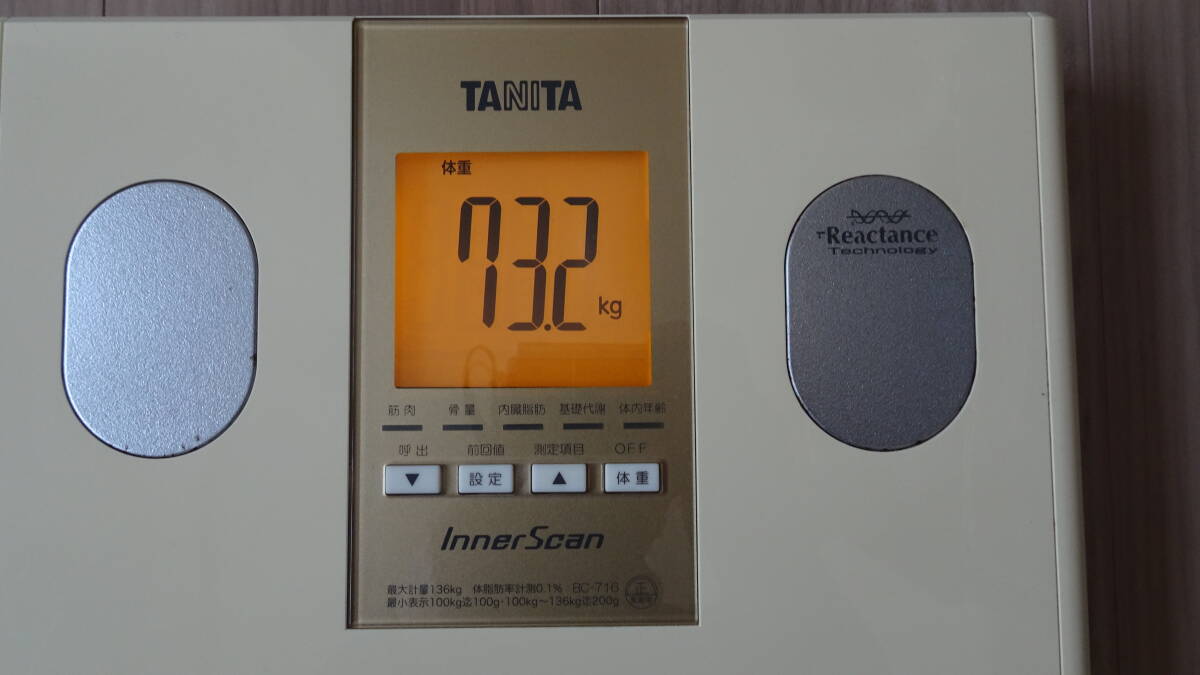 TANITA
体重
73.2 kg
Reactance
Technology
筋肉 骨量 内臓脂肪 基礎代謝 体内年齢
呼出 前回値 測定項目 OFF
▼ 設定 ▲ 体重
InnerScan
最大計量136kg 体脂肪率計測0.1% BC-716
最小表示100kg迄100g・100kg～136kg迄200g
正